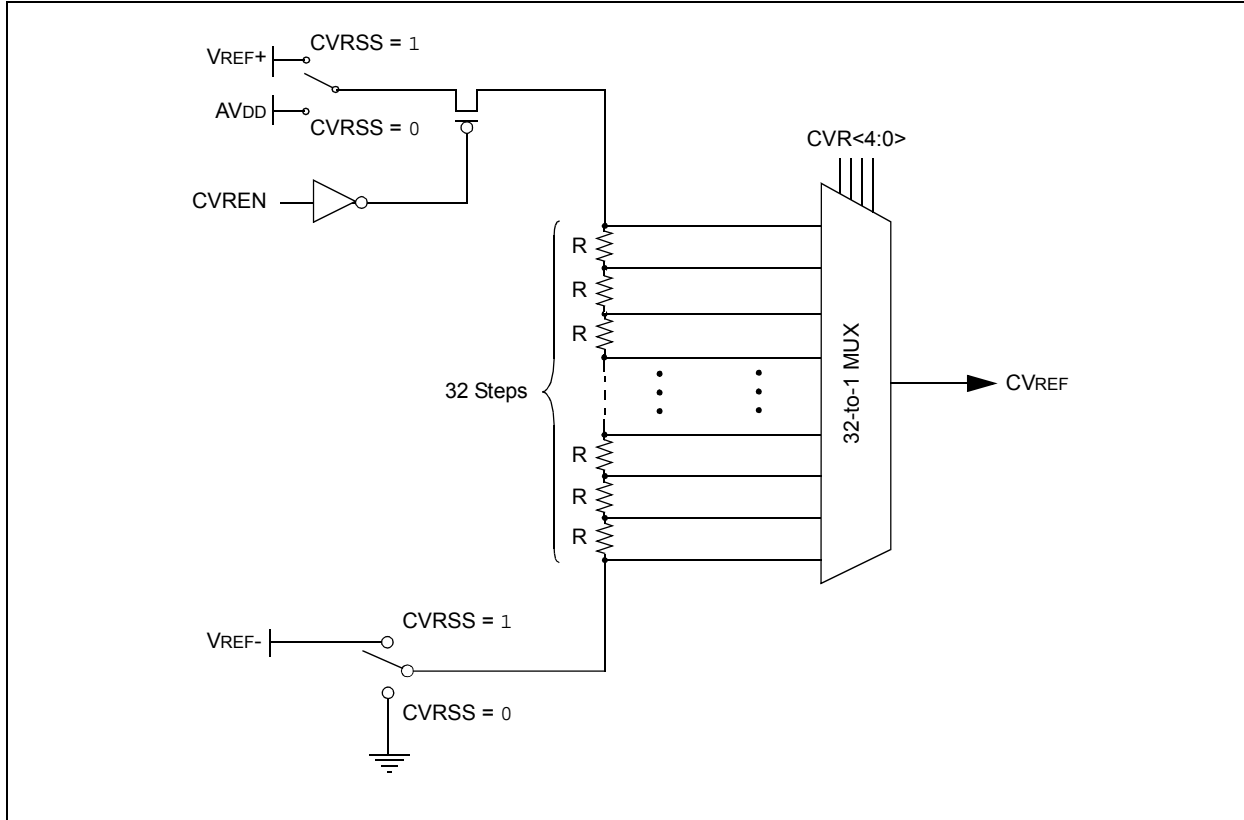 CVRSS = 1
VREF+
AVDD
CVRSS = 0
CVR<4:0>
CVREN
R
R
R
32-to-1 MUX
32 Steps
CVREF
R
R
R
CVRSS = 1
VREF-
CVRSS = 0